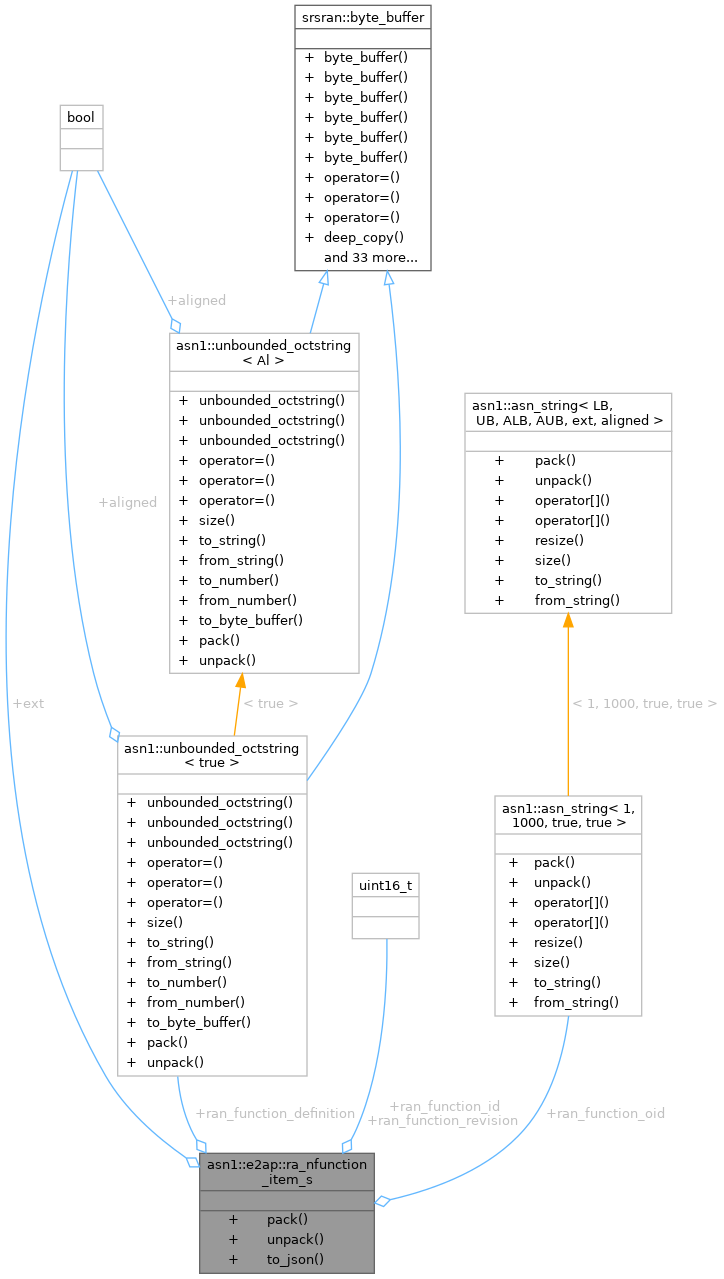 srsran::byte_buffer
+ byte_buffer()
+ byte_buffer()
+ byte_buffer()
+ byte_buffer()
+ byte_buffer()
+ byte_buffer()
+ operator=()
+ operator=()
+ operator=()
+ deep_copy()
and 33 more...
bool
+aligned
asn1::unbounded_octstring
< Al >
+ unbounded_octstring()
+ unbounded_octstring()
+ unbounded_octstring()
+ operator=()
+ operator=()
+ operator=()
+ size()
+ to_string()
+ from_string()
+ to_number()
+ from_number()
+ to_byte_buffer()
+ pack()
+ unpack()
asn1::asn_string< LB,
UB, ALB, AUB, ext, aligned >
+ pack()
+ unpack()
+ operator[]()
+ operator[]()
+ resize()
+ size()
+ to_string()
+ from_string()
+aligned
+ext
< true >
< 1, 1000, true, true >
asn1::unbounded_octstring
< true >
+ unbounded_octstring()
+ unbounded_octstring()
+ unbounded_octstring()
+ operator=()
+ operator=()
+ operator=()
+ size()
+ to_string()
+ from_string()
+ to_number()
+ from_number()
+ to_byte_buffer()
+ pack()
+ unpack()
uint16_t
asn1::asn_string< 1,
1000, true, true >
+ pack()
+ unpack()
+ operator[]()
+ operator[]()
+ resize()
+ size()
+ to_string()
+ from_string()
+ran_function_definition
+ran_function_id
+ran_function_revision
+ran_function_oid
asn1::e2ap::ra_nfunction
_item_s
+ pack()
+ unpack()
+ to_json()